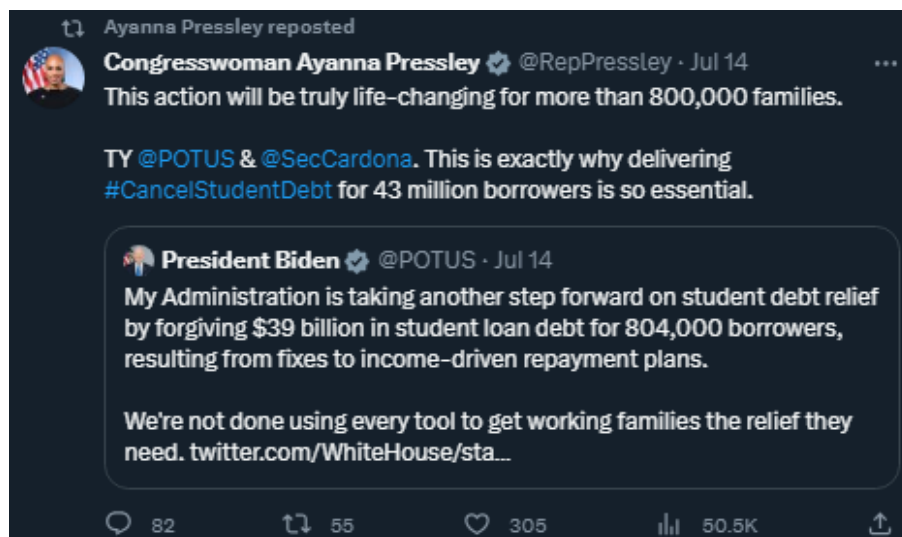 Ayanna Pressley reposted
Congresswoman Ayanna Pressley @RepPressley · Jul 14
This action will be truly life-changing for more than 800,000 families.
TY @POTUS & @SecCardona. This is exactly why delivering
#CancelStudentDebt for 43 million borrowers is so essential.
President Biden @POTUS · Jul 14
My Administration is taking another step forward on student debt relief
by forgiving $39 billion in student loan debt for 804,000 borrowers,
resulting from fixes to income-driven repayment plans.
We're not done using every tool to get working families the relief they
need. twitter.com/WhiteHouse/sta...
82 55 305 50.5K